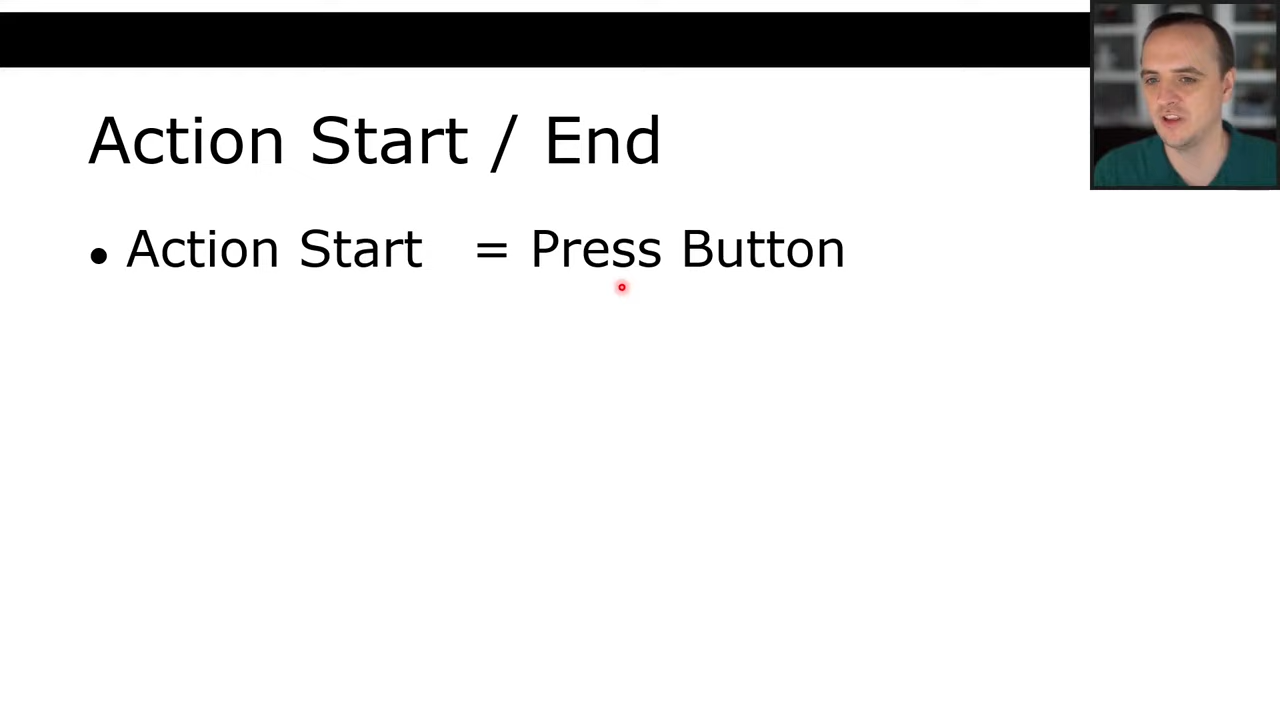 Action Start / End
• Action Start = Press Button